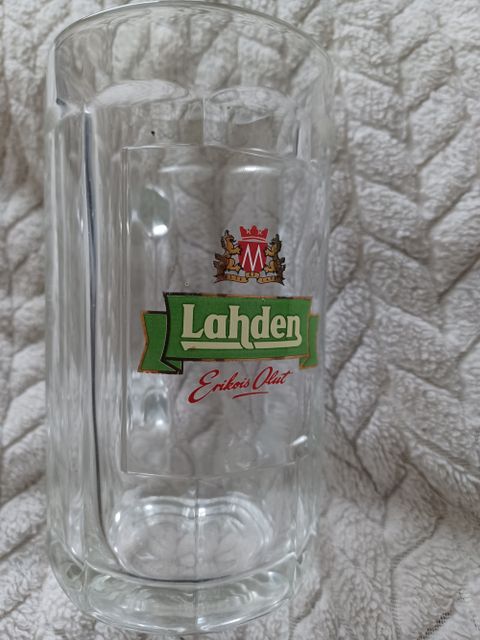 M
Lahden
Erikois Olut